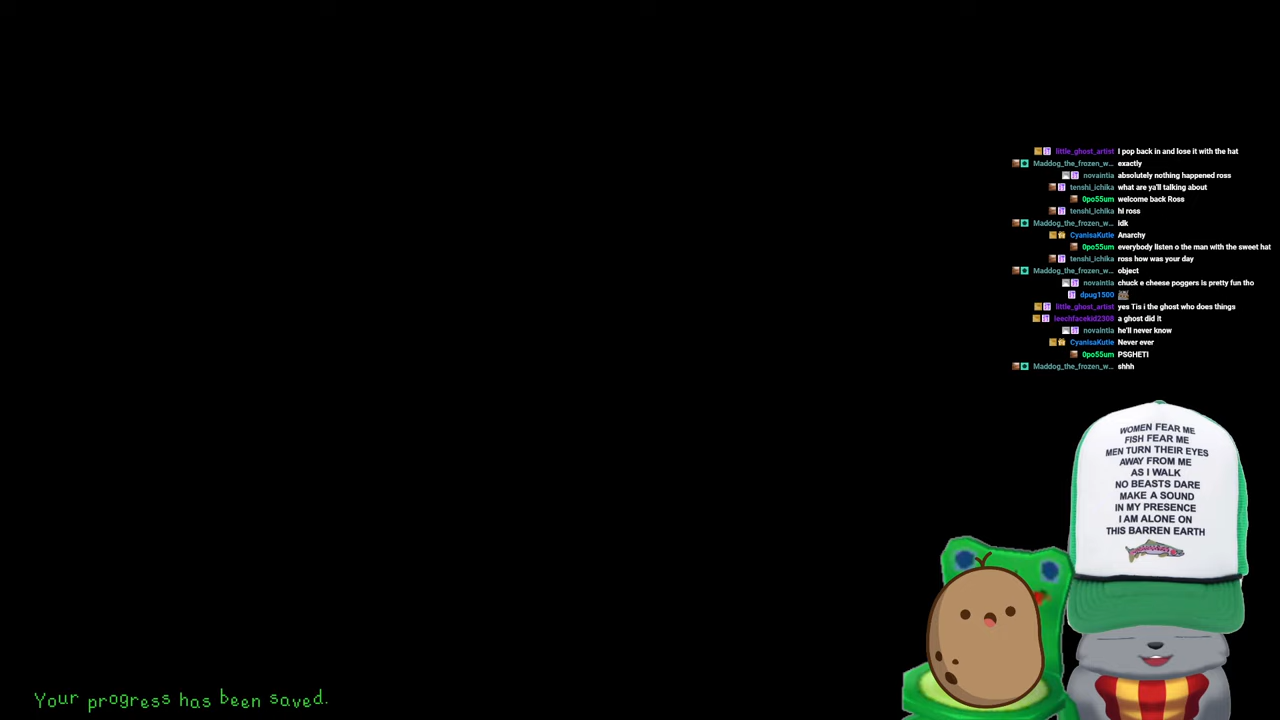 little_ghost_artist I pop back in and lose it with the hat
Maddog_the_frozen_w... exactly
novaintia absolutely nothing happened ross
tenshi_ichika what are ya'll talking about
0po55um welcome back Ross
tenshi_ichika hi ross
Maddog_the_frozen_w... idk
CyanisaKutie Anarchy
0po55um everybody listen o the man with the sweet hat
tenshi_ichika ross how was your day
Maddog_the_frozen_w... object
novaintia chuck e cheese poggers is pretty fun tho
dpug1500
little_ghost_artist yes Tis i the ghost who does things
leechfacekid2308 a ghost did it
novaintia he'll never know
CyanisaKutie Never ever
0po55um PSGHETI
Maddog_the_frozen_w... shhh
WOMEN FEAR ME
FISH FEAR ME
MEN TURN THEIR EYES
AWAY FROM ME
AS I WALK
NO BEASTS DARE
MAKE A SOUND
IN MY PRESENCE
I AM ALONE ON
THIS BARREN EARTH
Your progress has been saved.